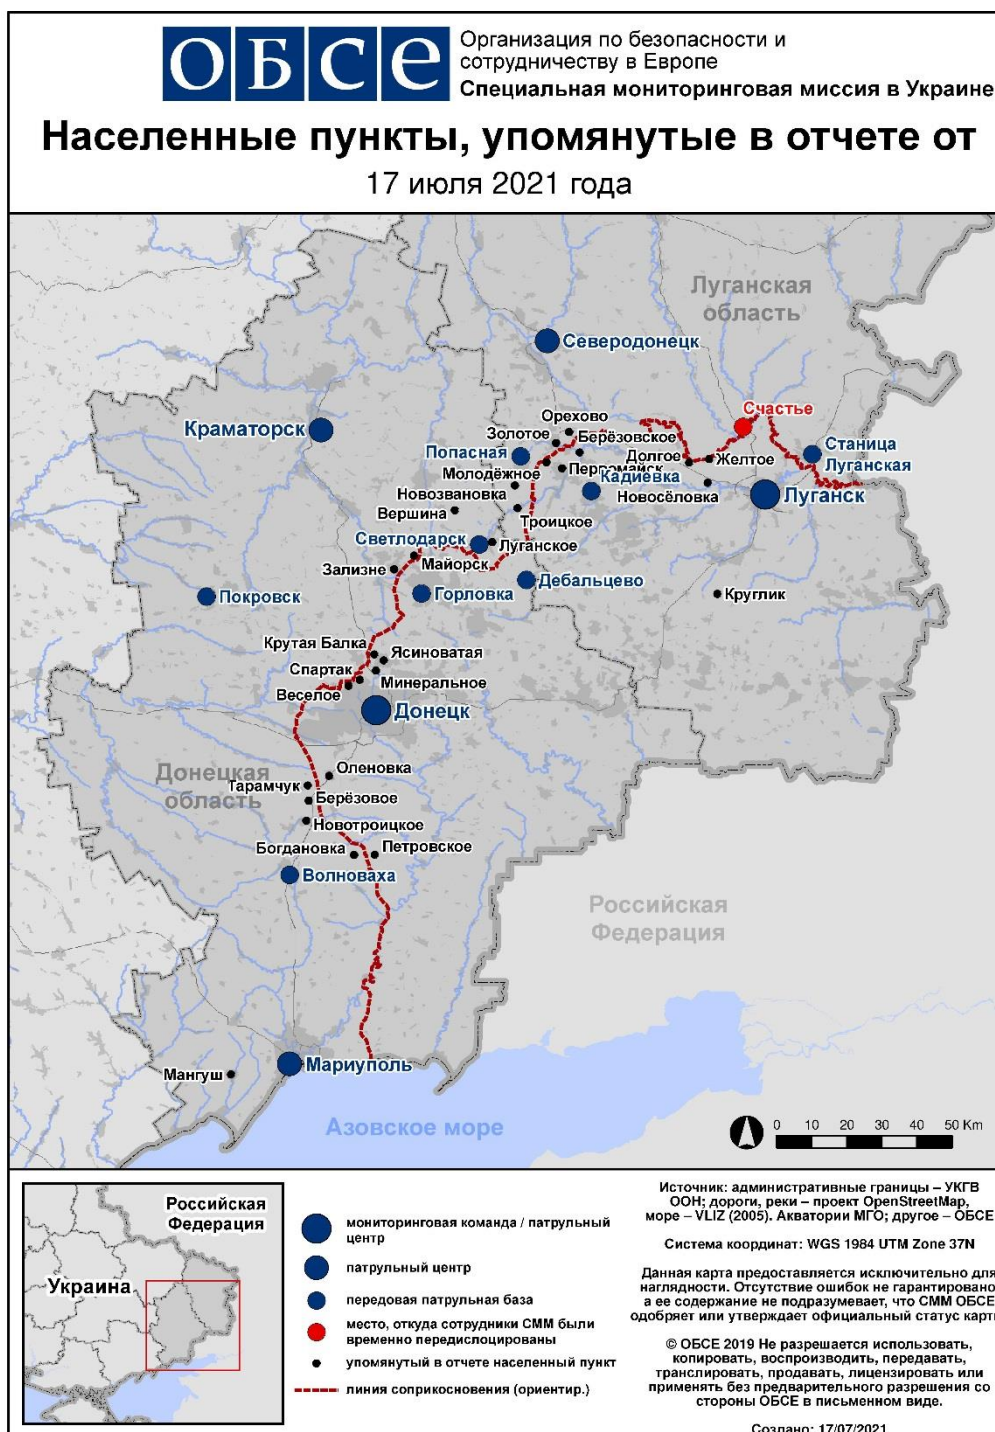 ОБСЕ
Организация по безопасности и
сотрудничеству в Европе
Специальная мониторинговая миссия в Украине
Населенные пункты, упомянутые в отчете от
17 июля 2021 года
Луганская
область
Северодонецк
Счастье
Краматорск
Орехово
Золотое
Берёзовское
Попасная
Долгое
Желтое
Станица
Луганская
Молодёжное
Первомайск
Кадиевка
Новозвановка
Новосёловка
Луганск
Вершина
Троицкое
Светлодарск
Луганское
Майорск
Зализне
Дебальцево
Покровск
Горловка
Круглик
Крутая Балка
Ясиноватая
Спартак
Минеральное
Веселое
Донецк
Донецкая
область
Оленовка
Тарамчук
Берёзовое
Новотроицкое
Богдановка
Петровское
Волноваха
Российская
Федерация
Мариуполь
Мангуш
Азовское море
0 10 20 30 40 50 Km
Российская
Федерация
Украина
мониторинговая команда / патрульный
центр
патрульный центр
передовая патрульная база
место, откуда сотрудники СММ были
временно передислоцированы
упомянутый в отчете населенный пункт
линия соприкосновения (ориентир.)
Источник: административные границы – УКГВ
ООН; дороги, реки – проект OpenStreetMap,
море – VLIZ (2005). Акватории МГО; другое – ОБСЕ
Система координат: WGS 1984 UTM Zone 37N
Данная карта предоставляется исключительно для
наглядности. Отсутствие ошибок не гарантировано
а ее содержание не подразумевает, что СММ ОБСЕ
одобряет или утверждает официальный статус карт
© ОБСЕ 2019 Не разрешается использовать,
копировать, воспроизводить, передавать,
транслировать, продавать, лицензировать или
применять без предварительного разрешения со
стороны ОБСЕ в письменном виде.
Создано: 17/07/2021